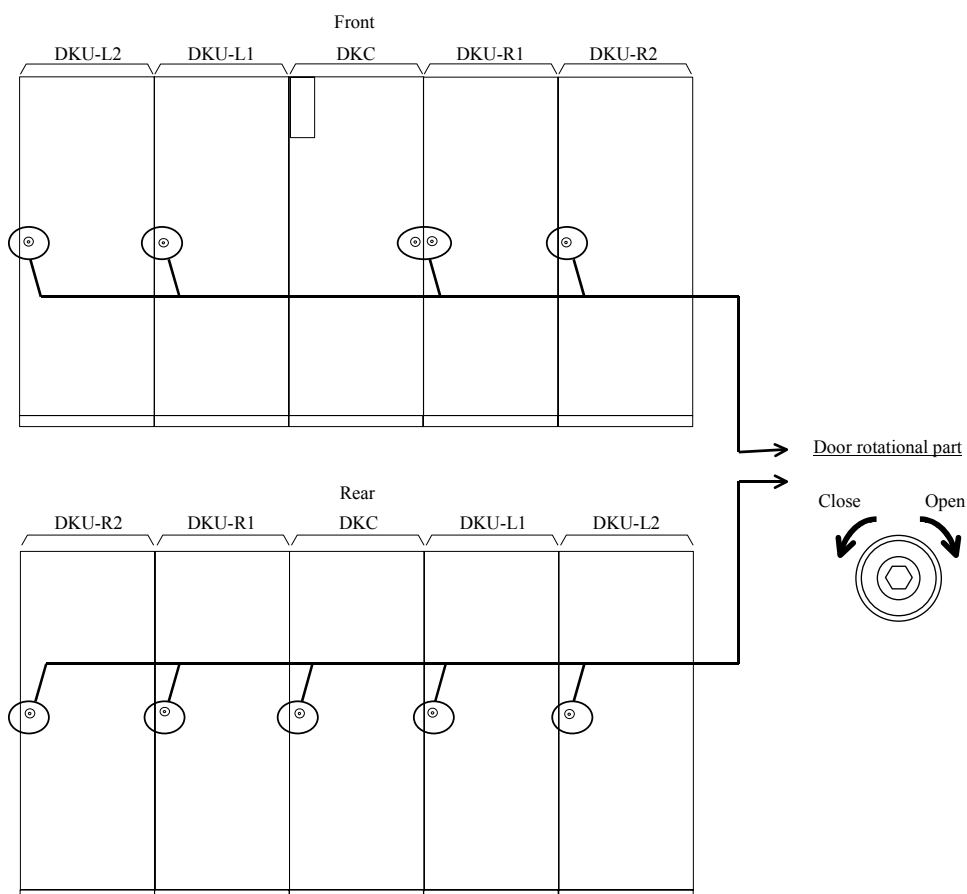 Front
DKU-L2 DKU-L1 DKC DKU-R1 DKU-R2
Door rotational part
Rear
Close Open
DKU-R2 DKU-R1 DKC DKU-L1 DKU-L2